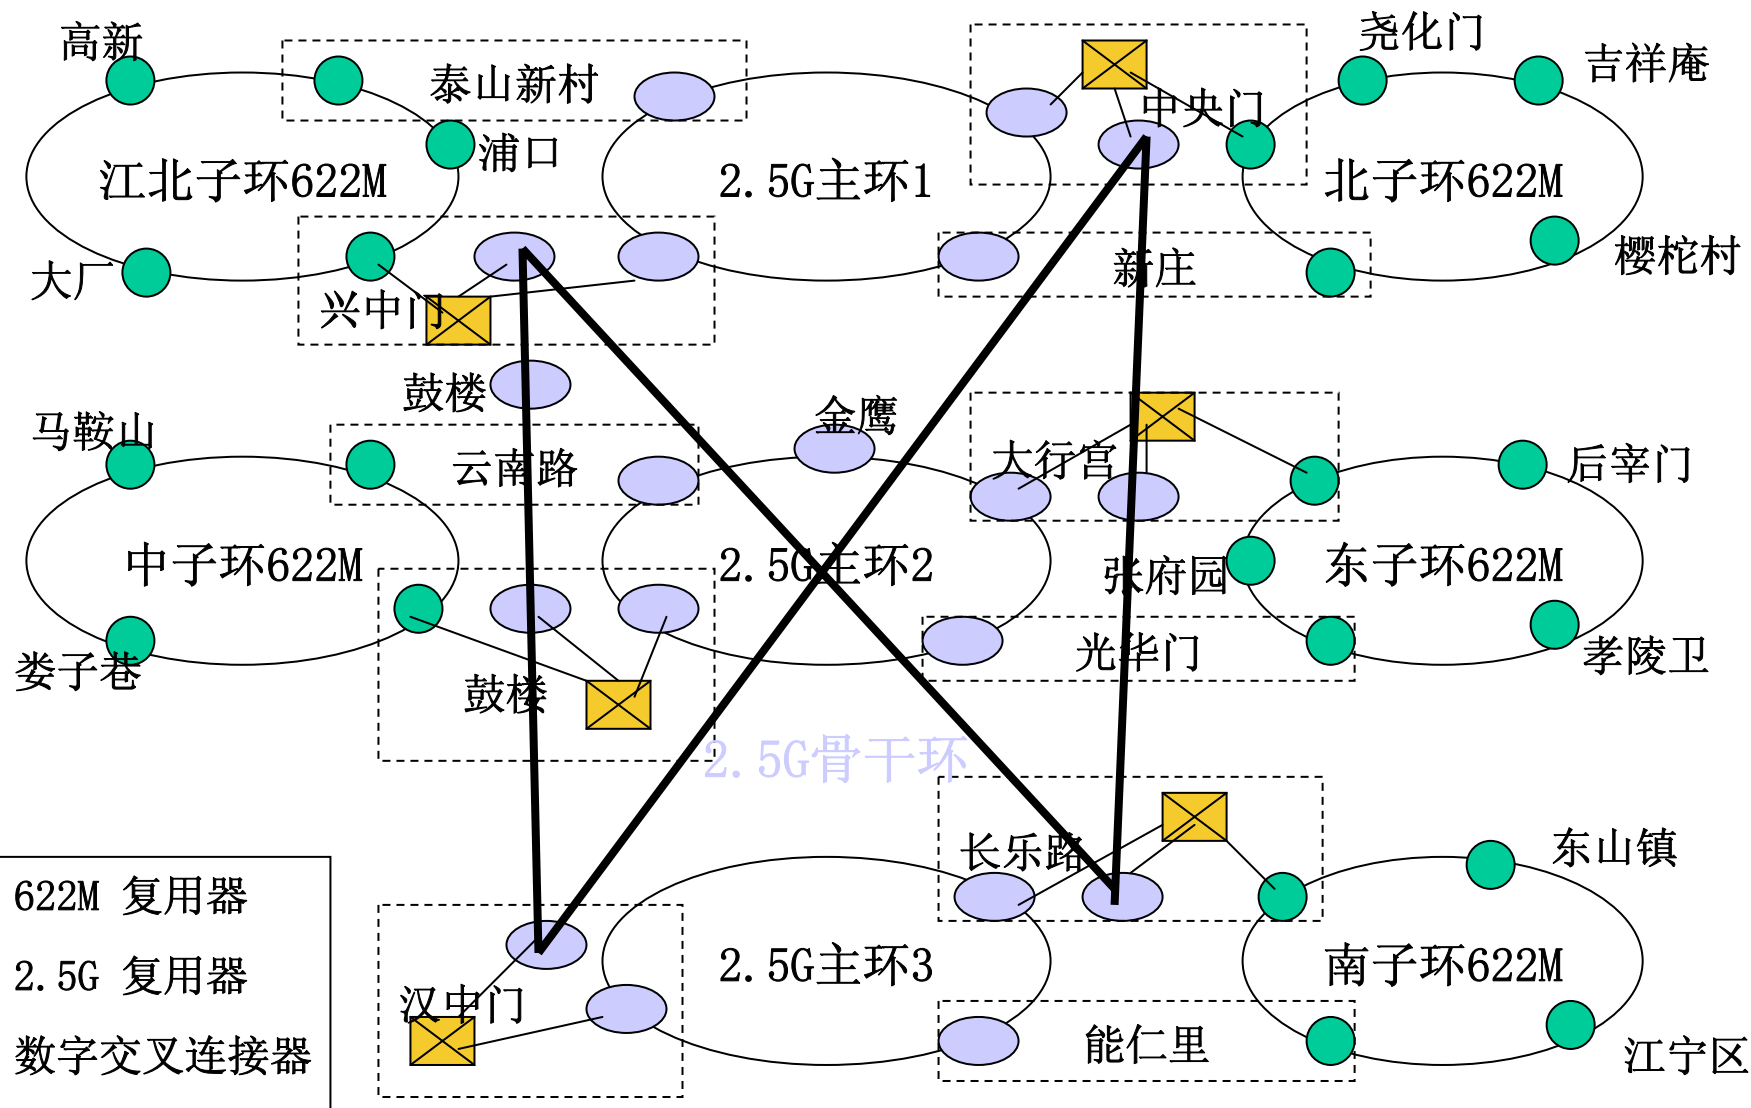 高新
泰山新村
中央门
尧化门
吉祥庵
浦口
江北子环622M
2.5G主环1
北子环622M
大厂
兴中门
新庄
樱柁村
鼓楼
马鞍山
云南路
金鹰
大行宫
后宰门
中子环622M
2.5G主环2
张府园
东子环622M
娄子巷
鼓楼
光华门
孝陵卫
2.5G骨干环
长乐路
东山镇
622M 复用器
2.5G 复用器
数字交叉连接器
汉中门
2.5G主环3
南子环622M
能仁里
江宁区